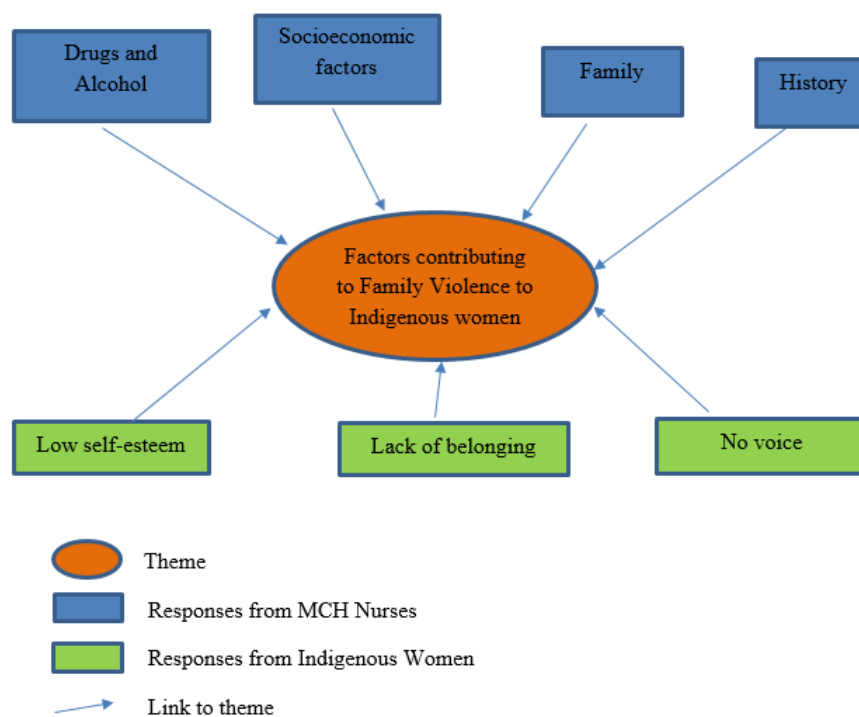 Drugs and
Alcohol
Socioeconomic
factors
Family
History
Factors contributing
to Family Violence to
Indigenous women
Low self-esteem
Lack of belonging
No voice
Theme
Responses from MCH Nurses
Responses from Indigenous Women
Link to theme